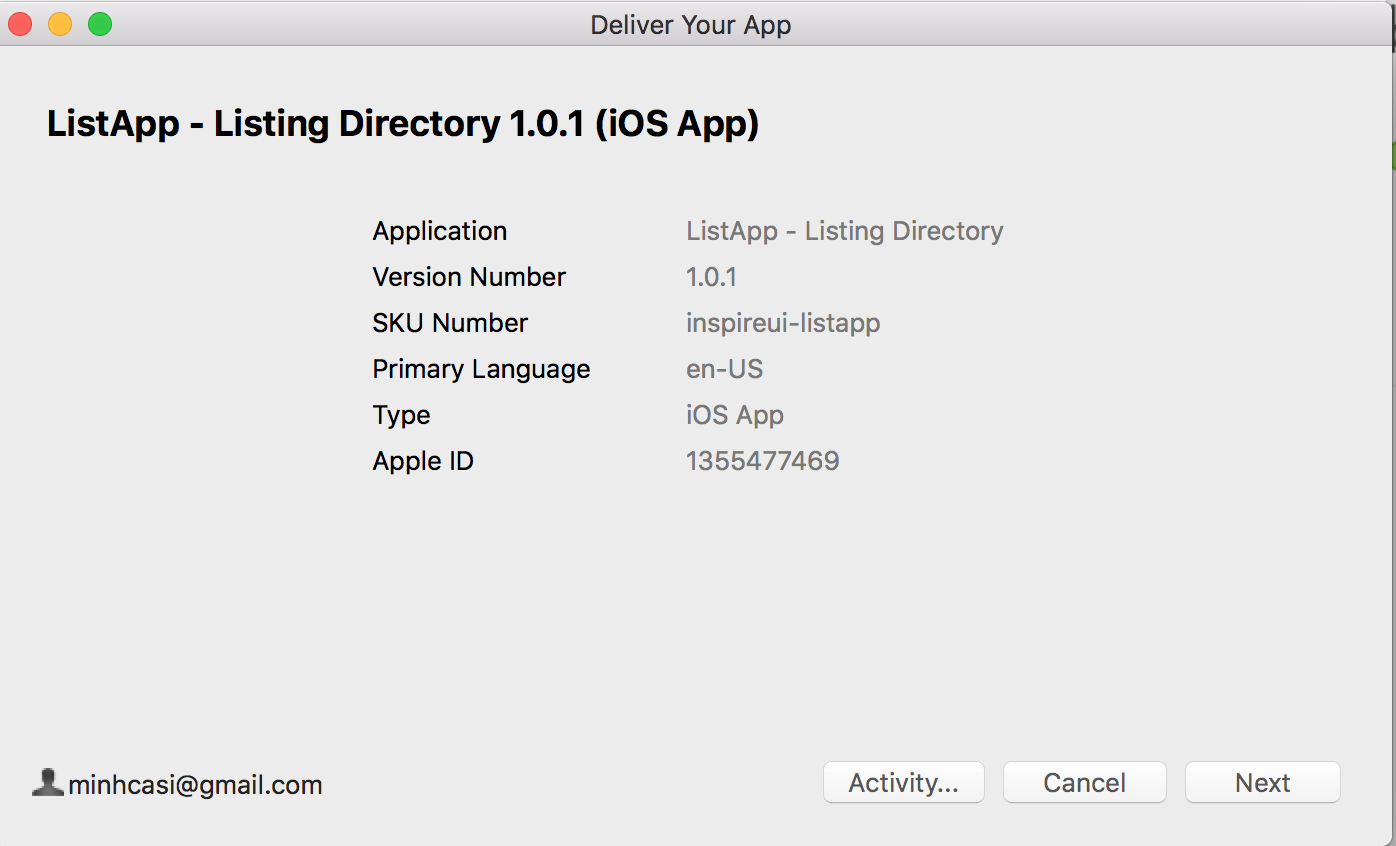 Deliver Your App
ListApp - Listing Directory 1.0.1 (iOS App)
Application ListApp - Listing Directory
Version Number 1.0.1
SKU Number inspireui-listapp
Primary Language en-US
Type iOS App
Apple ID 1355477469
minhcasi@gmail.com Activity... Cancel Next